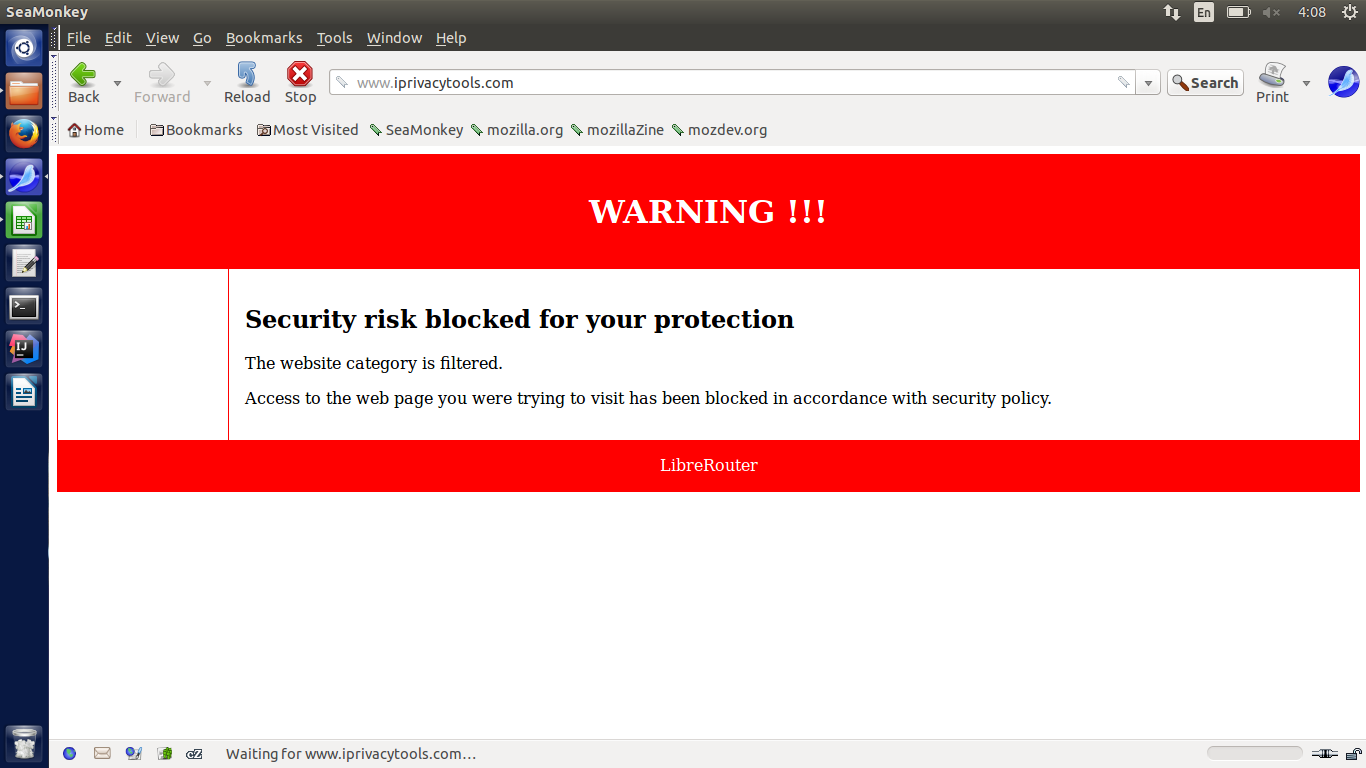 SeaMonkey En 4:08
File Edit View Go Bookmarks Tools Window Help
Back Forward Reload Stop www.iprivacytools.com Search Print
Home Bookmarks Most Visited SeaMonkey mozilla.org mozillaZine mozdev.org
WARNING !!!
Security risk blocked for your protection
The website category is filtered.
Access to the web page you were trying to visit has been blocked in accordance with security policy.
LibreRouter
cZ Waiting for www.iprivacytools.com…